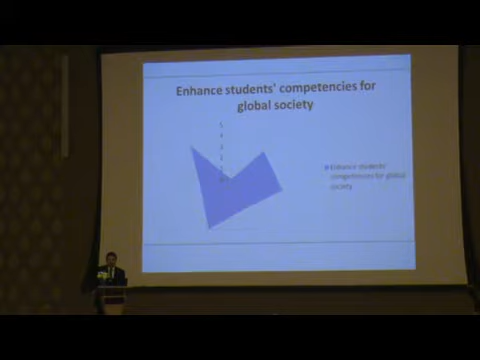 Enhance students' competencies for
global society
Enhance students'
competencies for global
society